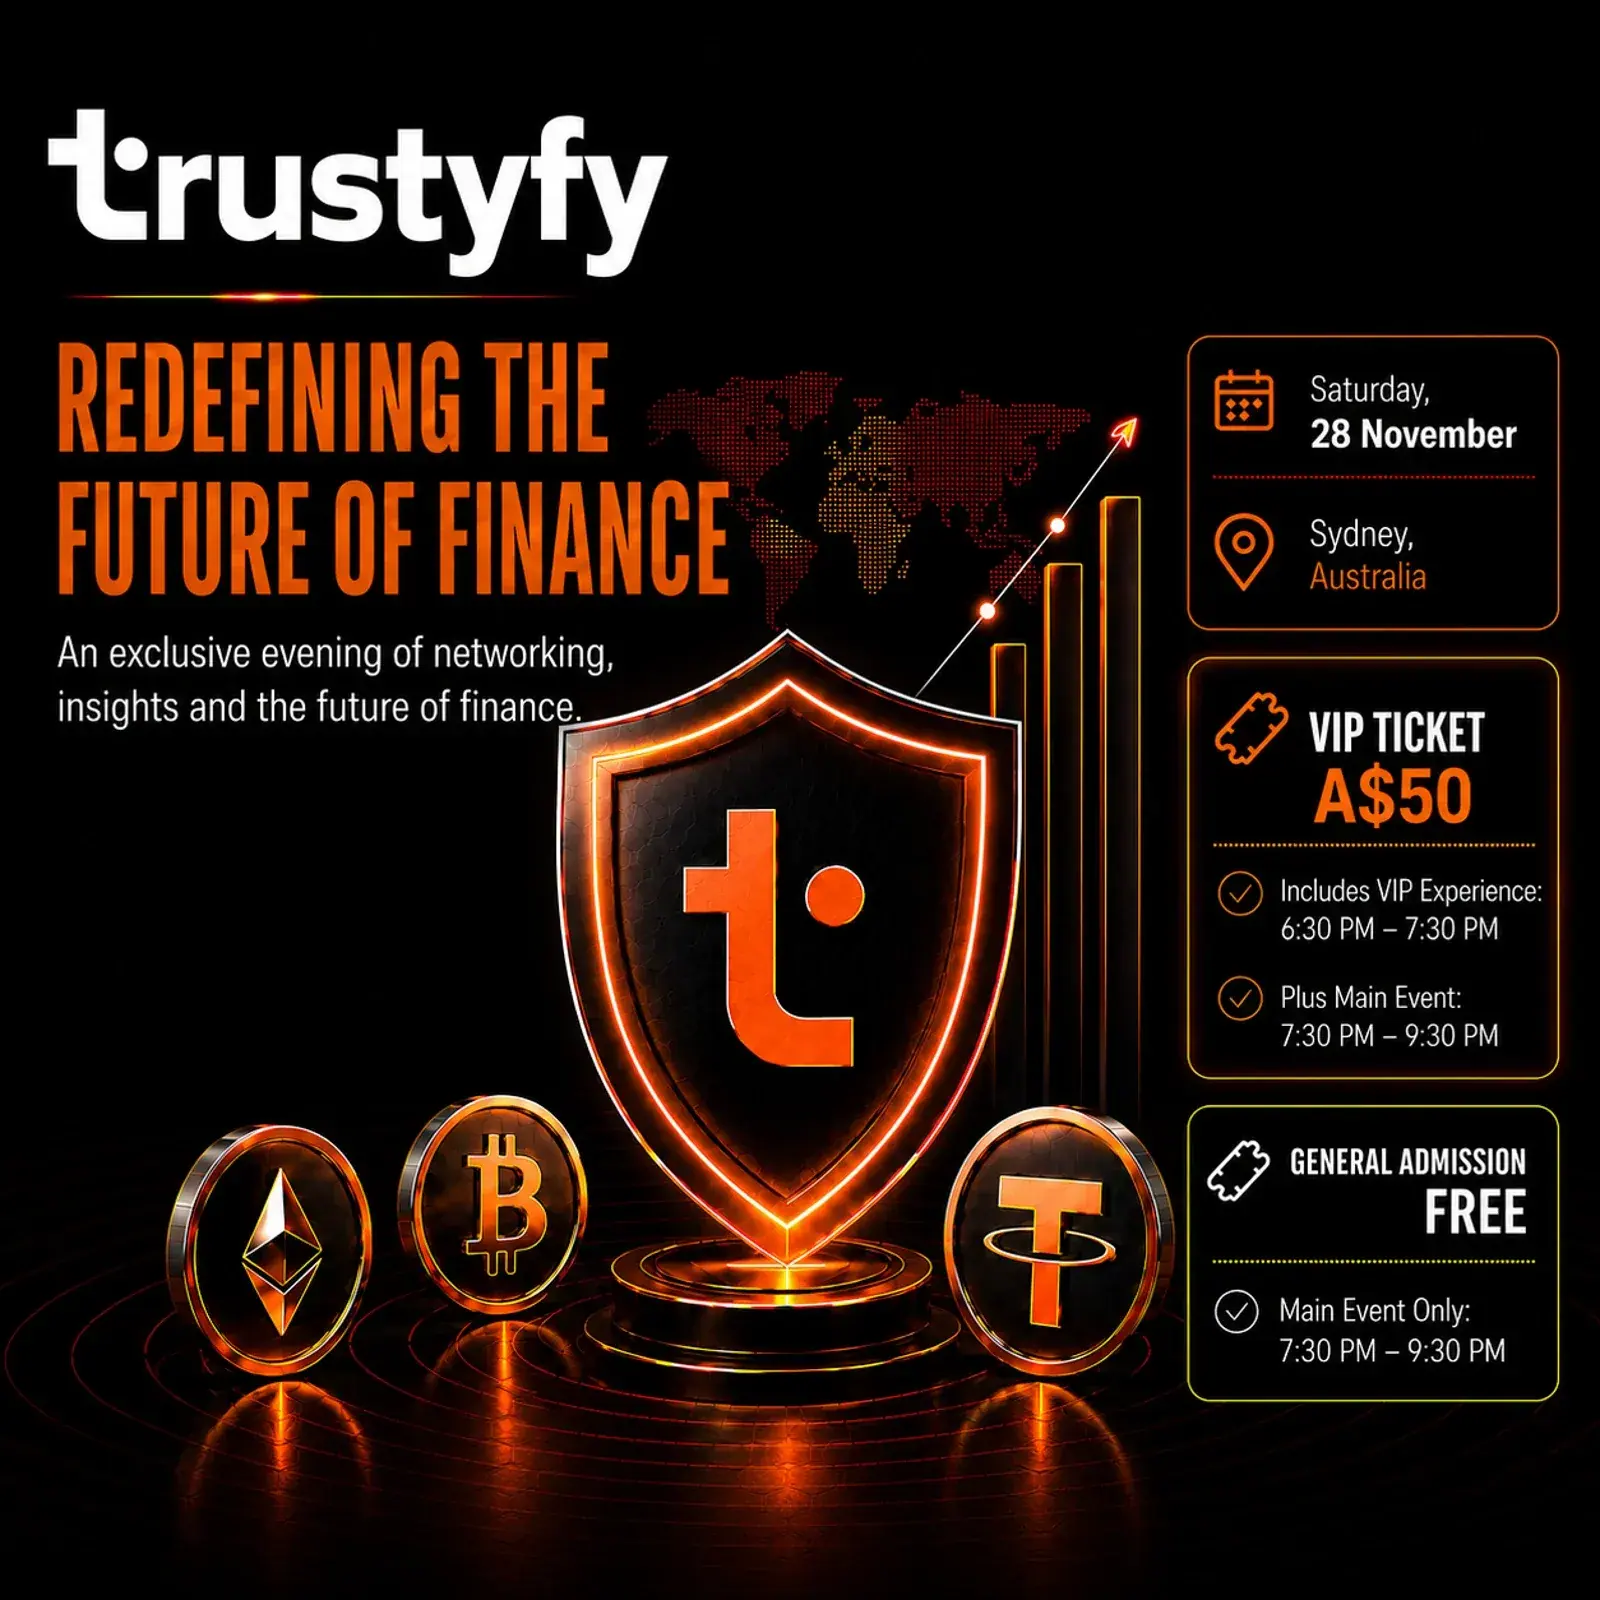 trustyfy
REDEFINING THE
FUTURE OF FINANCE
An exclusive evening of networking,
insights and the future of finance.
Saturday,
28 November
Sydney,
Australia
VIP TICKET
A$50
Includes VIP Experience:
6:30 PM – 7:30 PM
Plus Main Event:
7:30 PM – 9:30 PM
GENERAL ADMISSION
FREE
Main Event Only:
7:30 PM – 9:30 PM